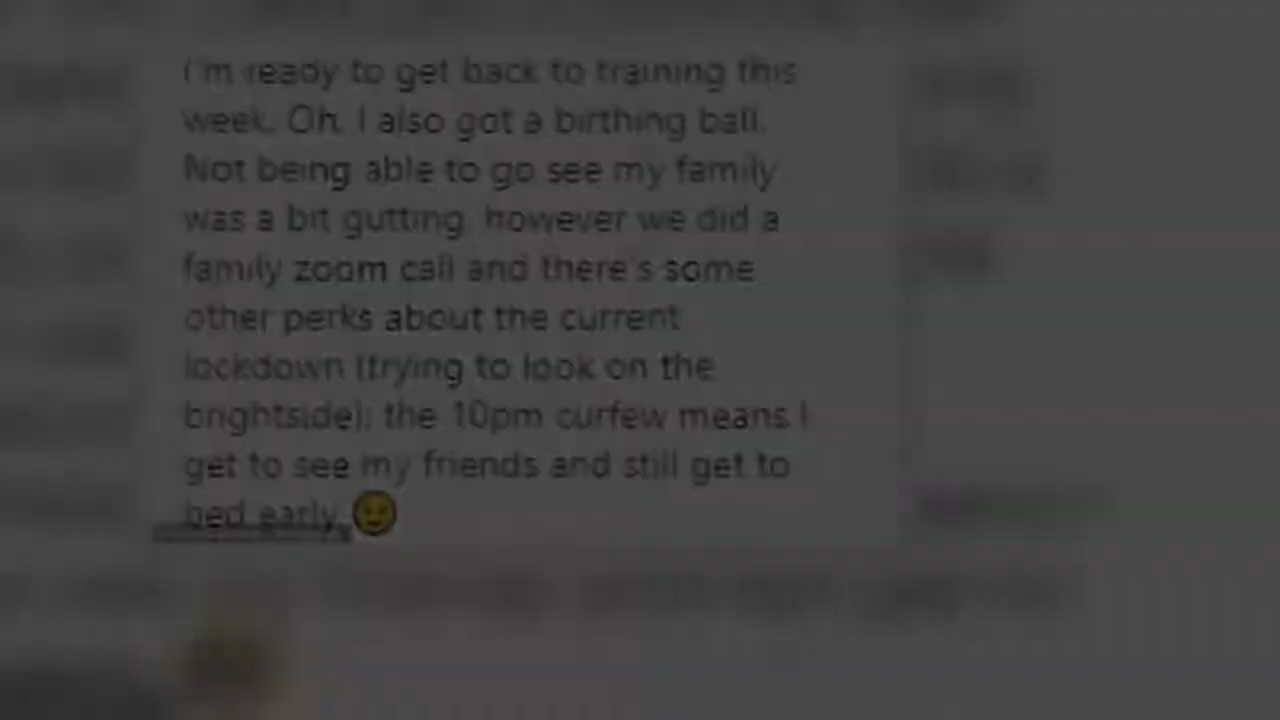 I'm ready to get back to training this
week. Oh, I also got a birthing ball.
Not being able to go see my family
was a bit gutting, however we did a
family zoom call and there's some
other perks about the current
lockdown (trying to look on the
brightside); the 10pm curfew means I
get to see my friends and still get to
bed early. 😉